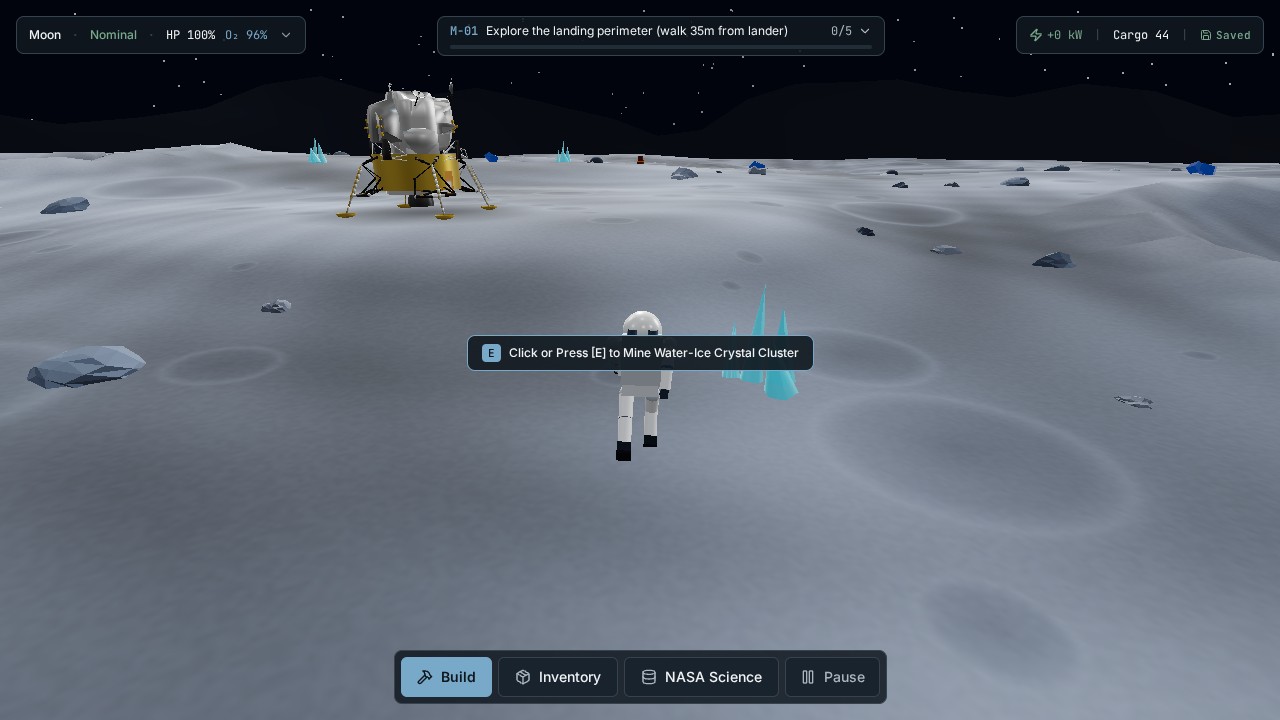 Moon · Nominal · HP 100% O₂ 96%
M-01 Explore the landing perimeter (walk 35m from lander) 0/5
+0 kW | Cargo 44 | Saved
E Click or Press [E] to Mine Water-Ice Crystal Cluster
Build Inventory NASA Science Pause